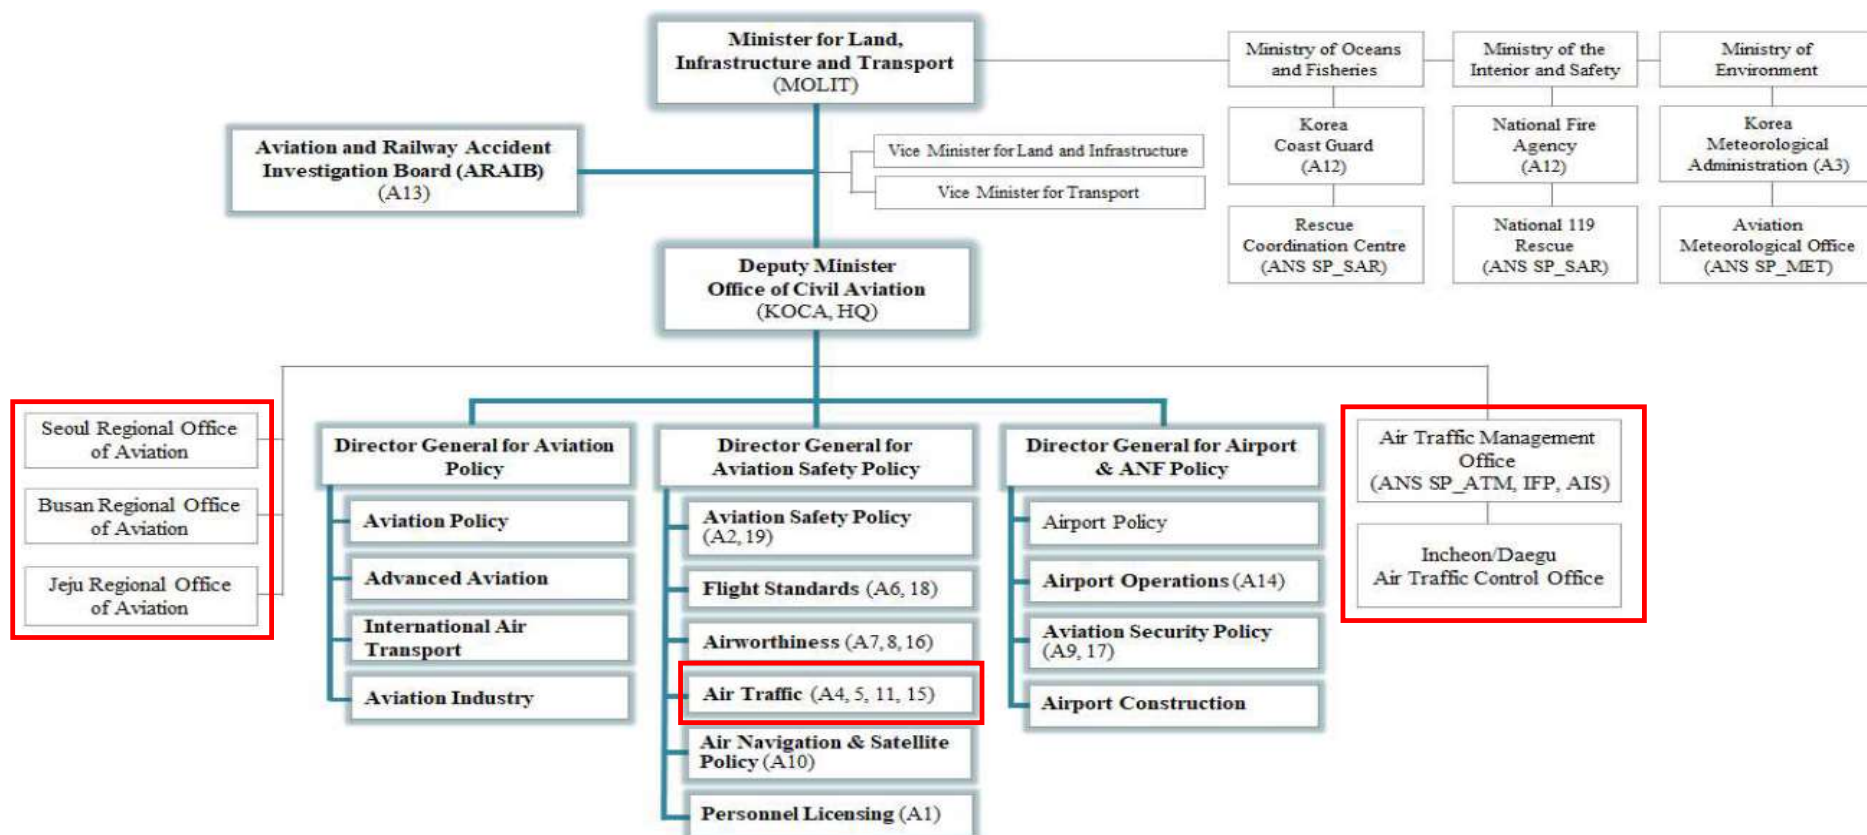 Minister for Land,
Infrastructure and Transport
(MOLIT)
Ministry of Oceans
and Fisheries
Ministry of the
Interior and Safety
Ministry of
Environment
Aviation and Railway Accident
Investigation Board (ARAIB)
(A13)
Vice Minister for Land and Infrastructure
Vice Minister for Transport
Korea
Coast Guard
(A12)
National Fire
Agency
(A12)
Korea
Meteorological
Administration (A3)
Rescue
Coordination Centre
(ANS SP_SAR)
National 119
Rescue
(ANS SP_SAR)
Aviation
Meteorological Office
(ANS SP_MET)
Deputy Minister
Office of Civil Aviation
(KOCA, HQ)
Seoul Regional Office
of Aviation
Busan Regional Office
of Aviation
Jeju Regional Office
of Aviation
Director General for Aviation
Policy
Aviation Policy
Advanced Aviation
International Air
Transport
Aviation Industry
Director General for
Aviation Safety Policy
Aviation Safety Policy
(A2, 19)
Flight Standards (A6, 18)
Airworthiness (A7, 8, 16)
Air Traffic (A4, 5, 11, 15)
Air Navigation & Satellite
Policy (A10)
Personnel Licensing (A1)
Director General for Airport
& ANF Policy
Airport Policy
Airport Operations (A14)
Aviation Security Policy
(A9, 17)
Airport Construction
Air Traffic Management
Office
(ANS SP_ATM, IFP, AIS)
Incheon/Daegu
Air Traffic Control Office